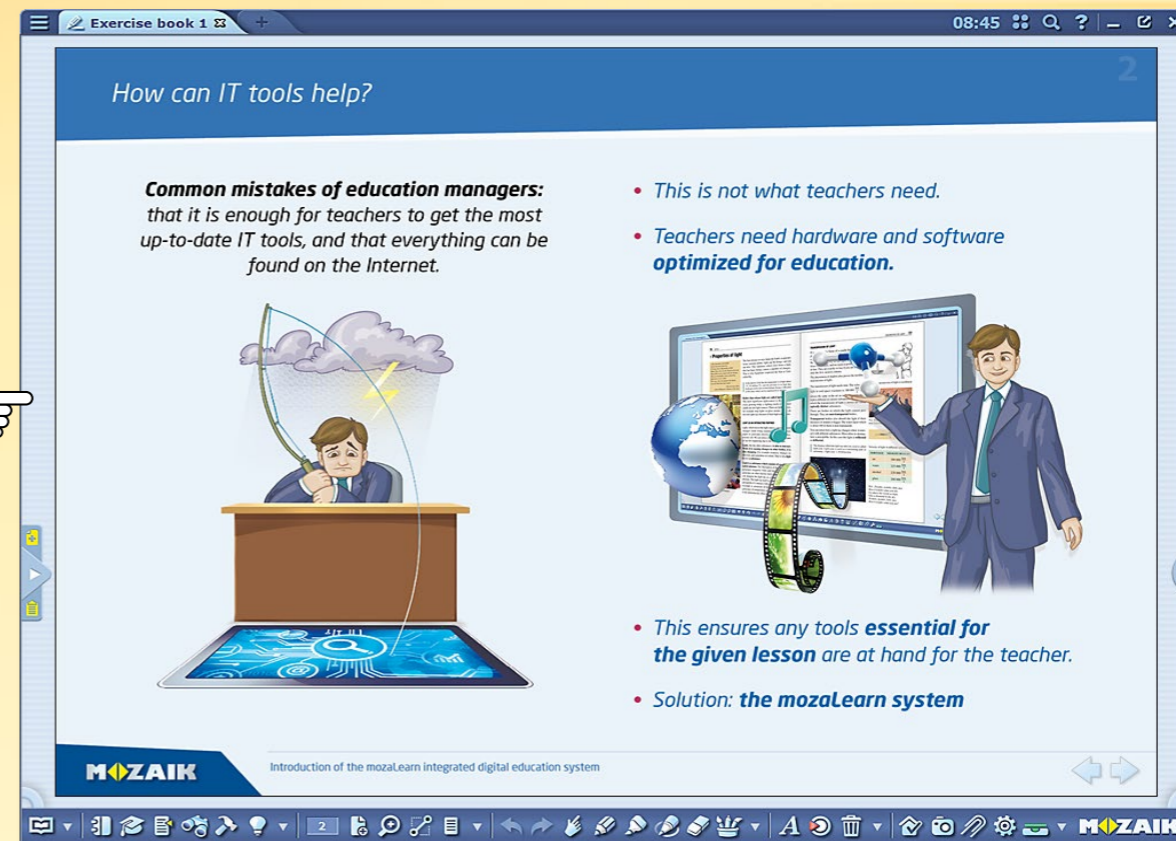 Exercise book 1
08:45
2
How can IT tools help?
Common mistakes of education managers:
that it is enough for teachers to get the most
up-to-date IT tools, and that everything can be
found on the Internet.
• This is not what teachers need.
• Teachers need hardware and software
optimized for education.
Properties of light
• This ensures any tools essential for
the given lesson are at hand for the teacher.
• Solution: the mozaLearn system
MOZAIK
Introduction of the mozaLearn integrated digital education system
2
A
MOZAIK